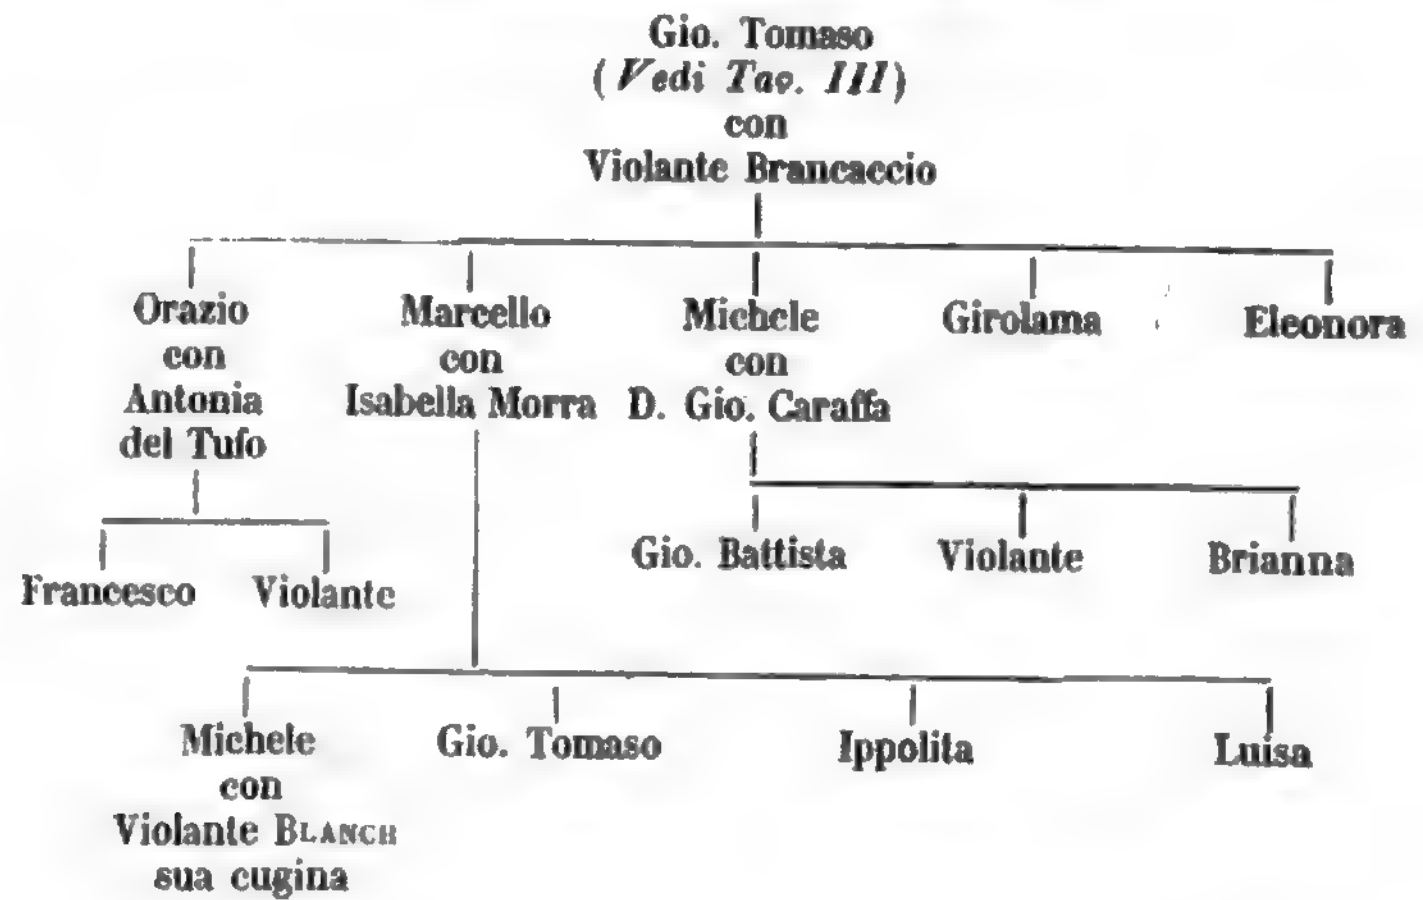 Gio. Tomaso
(Vedi Tav. III)
con
Violante Brancaccio
Orazio
con
Antonia
del Tufo
Marcello
con
Isabella Morra
Michele
con
D. Gio. Caraffa
Girolama
Eleonora
Francesco
Violante
Gio. Battista
Violante
Brianna
Michele
con
Violante BLANCH
sua cugina
Gio. Tomaso
Ippolita
Luisa